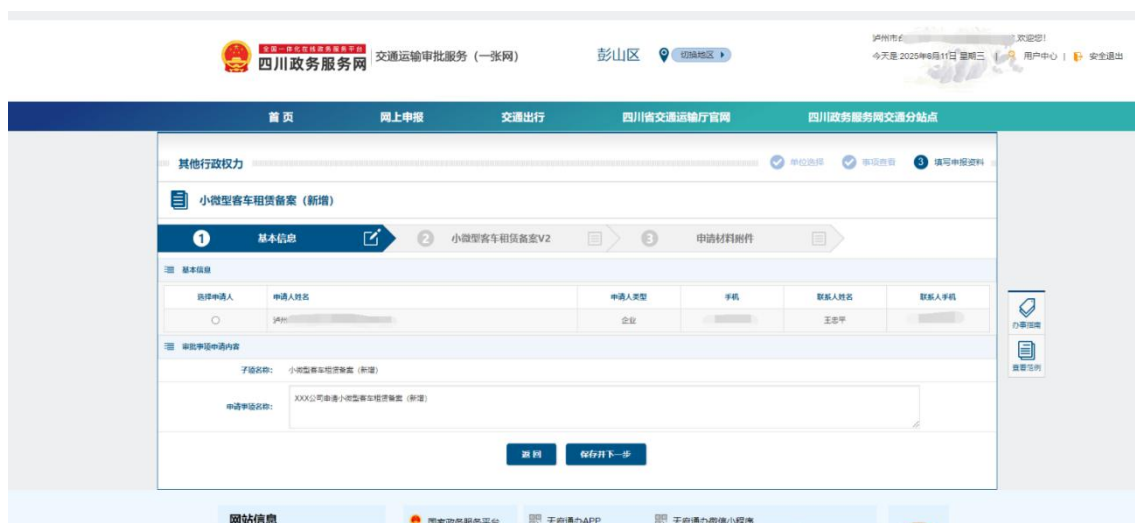 泸州市 欢迎您!
全国一体化在线政务服务平台
四川政务服务网 交通运输审批服务（一张网） 彭山区 切换地区
今天是 2025年6月11日 星期三 | 用户中心 | 安全退出
首页 网上申报 交通出行 四川省交通运输厅官网 四川政务服务网交通分站点
其他行政权力 单位选择 事项查看 3 填写申报资料
小微型客车租赁备案（新增）
1 基本信息 2 小微型客车租赁备案V2 3 申请材料附件
基本信息
选择申请人 申请人姓名 申请人类型 手机 联系人姓名 联系人手机
泸州 企业 王忠平
审批事项申请内容
子项名称: 小微型客车租赁备案（新增）
申请事项名称: XXX公司申请小微型客车租赁备案（新增）
返回 保存并下一步
办事指南
查看范例
网站信息 国家政务服务平台 天府通办APP 天府通办微信小程序